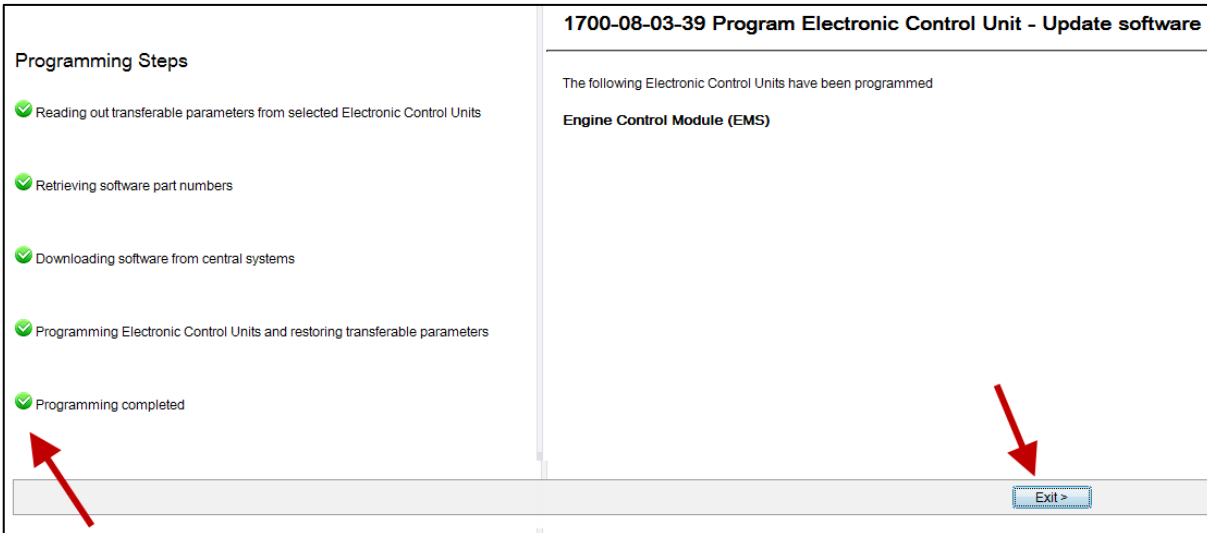 1700-08-03-39 Program Electronic Control Unit - Update software
Programming Steps
The following Electronic Control Units have been programmed
Reading out transferable parameters from selected Electronic Control Units
Engine Control Module (EMS)
Retrieving software part numbers
Downloading software from central systems
Programming Electronic Control Units and restoring transferable parameters
Programming completed
Exit >